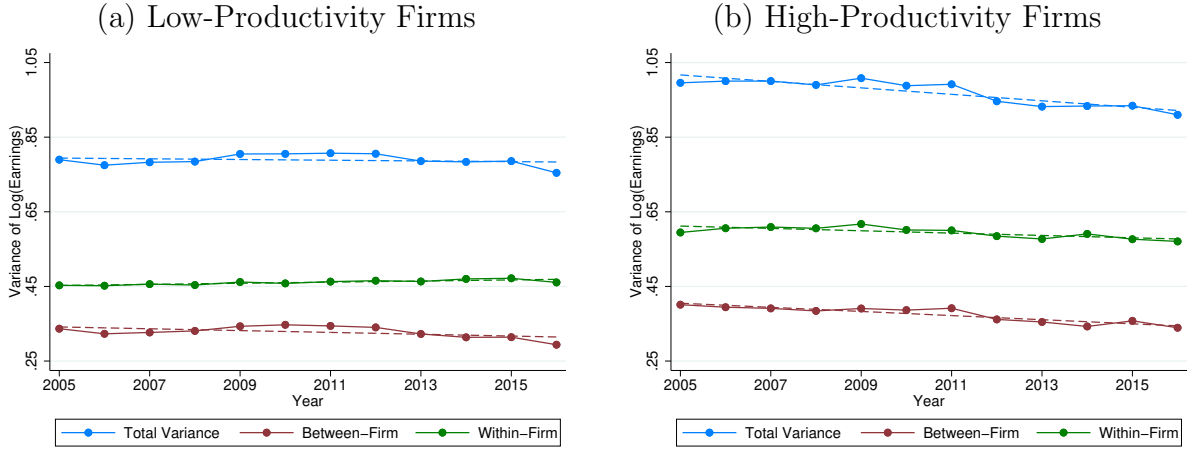 (a) Low-Productivity Firms
Variance of Log(Earnings)
1.05
.85
.65
.45
.25
2005 2007 2009 2011 2013 2015
Year
Total Variance Between-Firm Within-Firm
(b) High-Productivity Firms
Variance of Log(Earnings)
1.05
.85
.65
.45
.25
2005 2007 2009 2011 2013 2015
Year
Total Variance Between-Firm Within-Firm